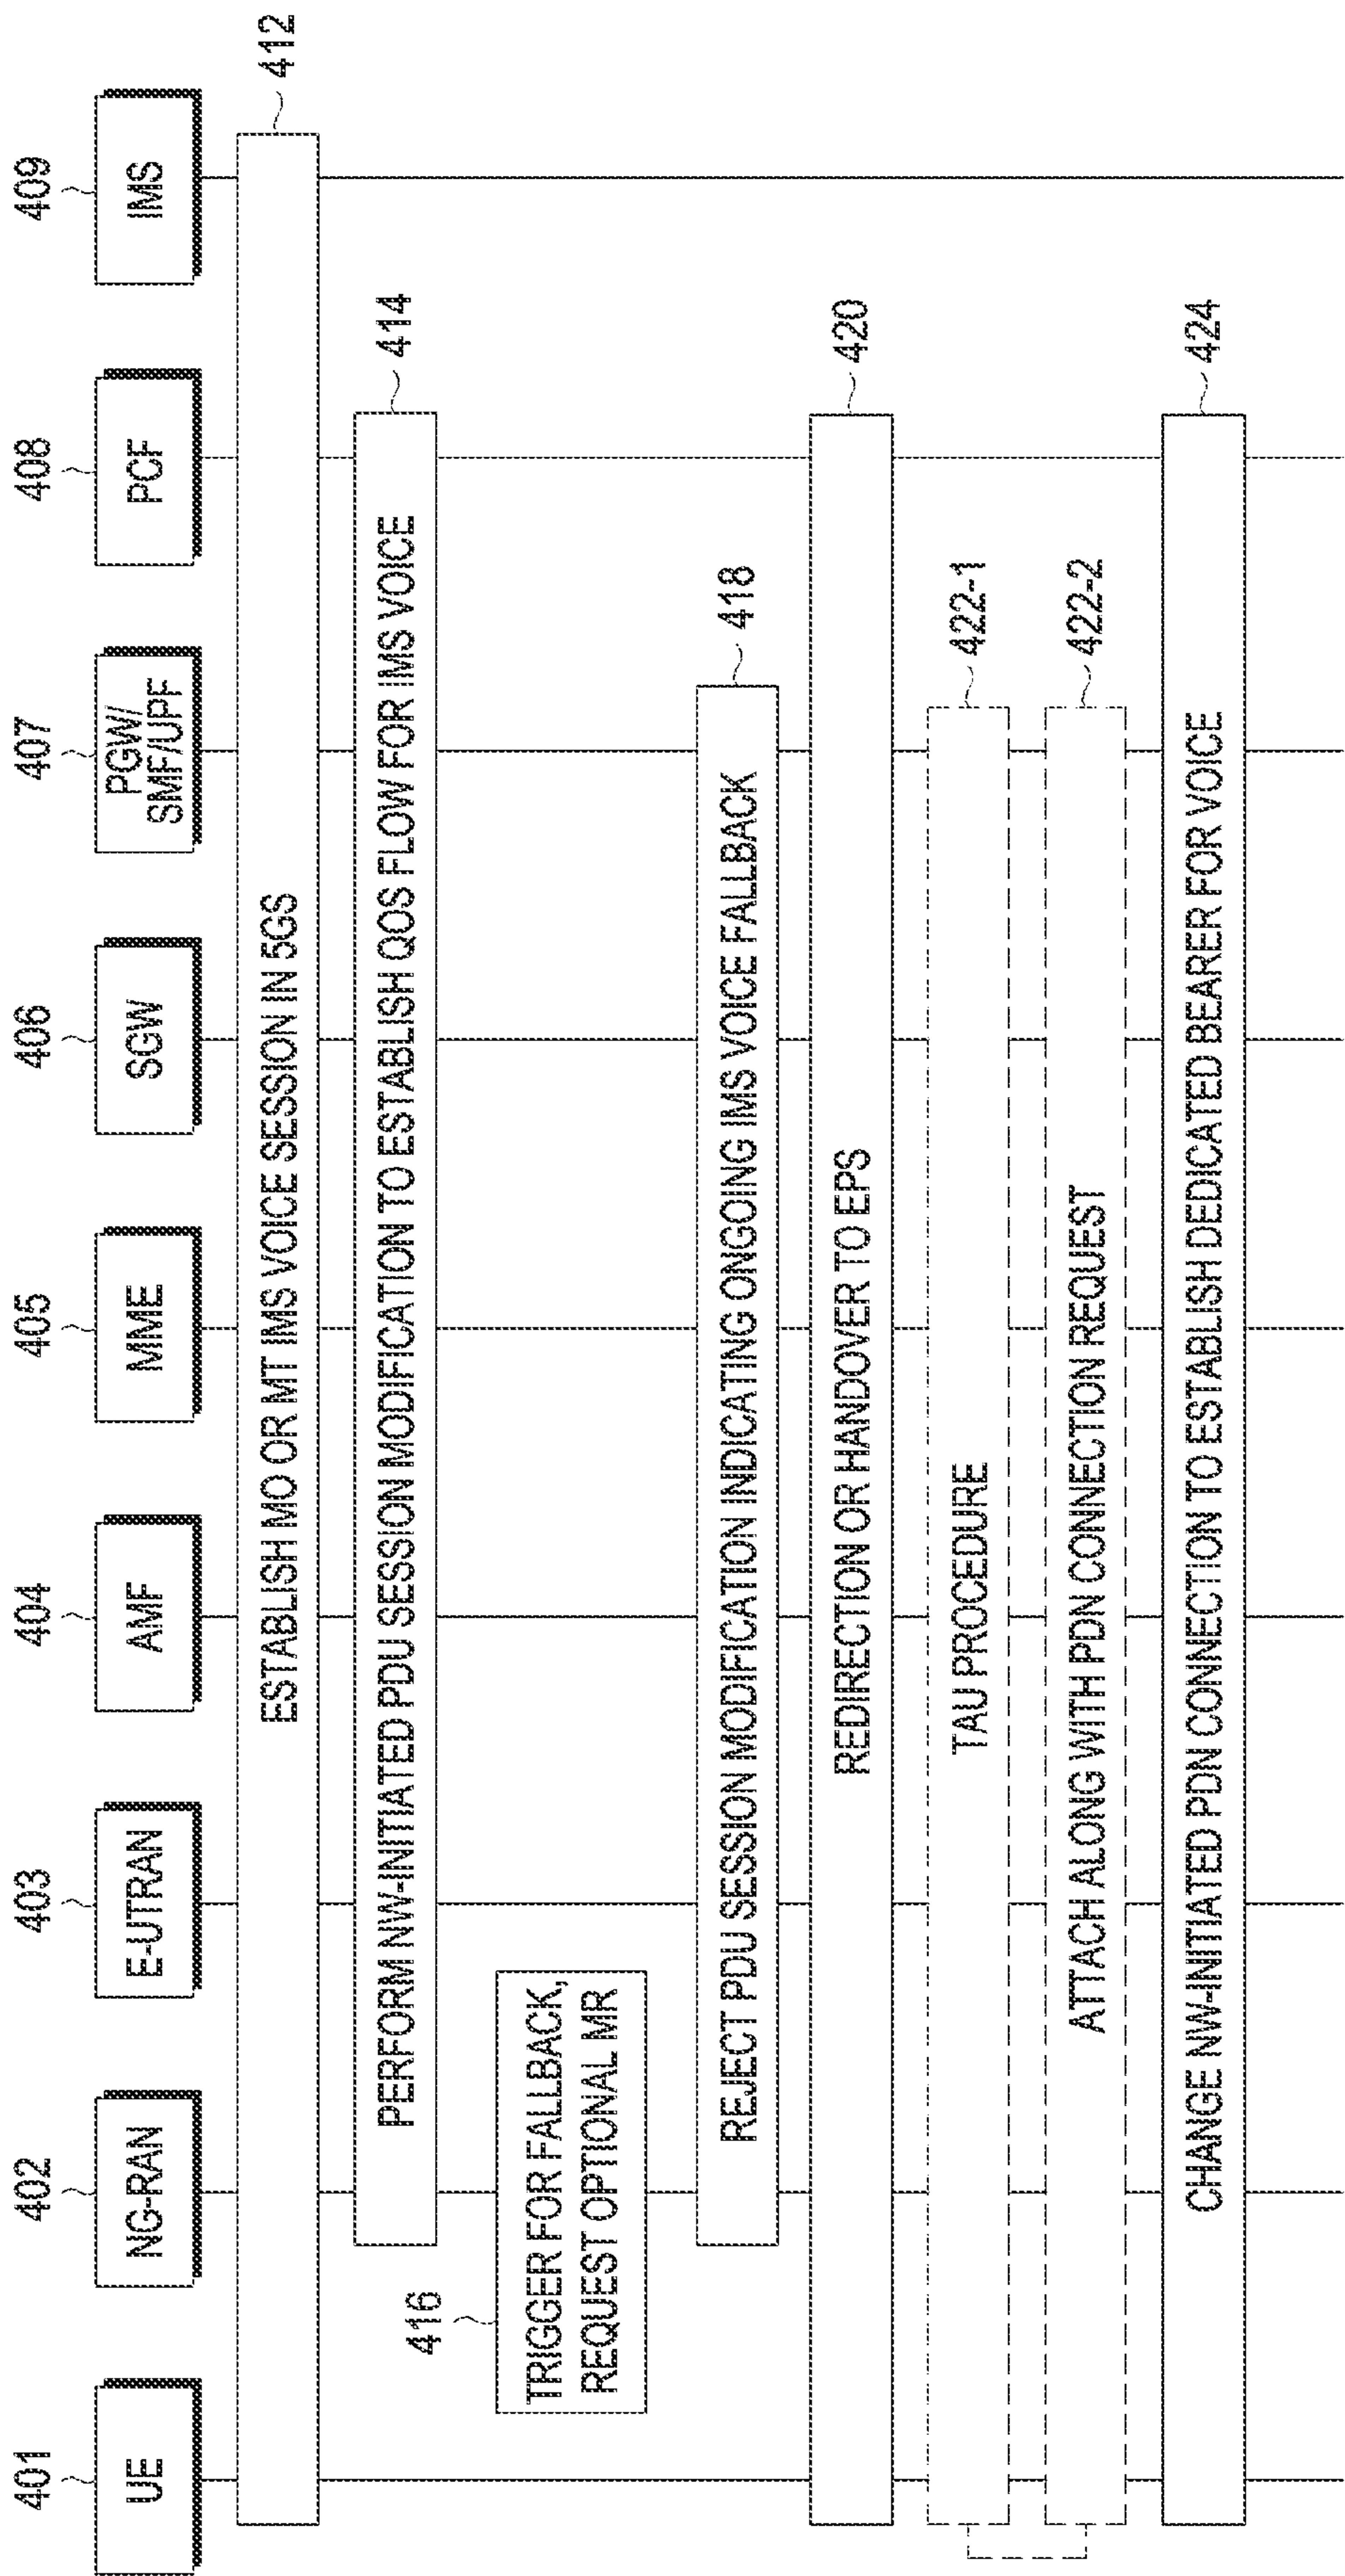 401
UE
402
NG-RAN
403
E-UTRAN
404
AMF
405
MME
406
SGW
407
PGW/
SMF/UPF
408
PCF
409
IMS
ESTABLISH MO OR MT IMS VOICE SESSION IN 5GS
412
PERFORM NW-INITIATED PDU SESSION MODIFICATION TO ESTABLISH QOS FLOW FOR IMS VOICE
414
416
TRIGGER FOR FALLBACK,
REQUEST OPTIONAL MR
REJECT PDU SESSION MODIFICATION INDICATING ONGOING IMS VOICE FALLBACK
418
REDIRECTION OR HANDOVER TO EPS
420
TAU PROCEDURE
422-1
ATTACH ALONG WITH PDN CONNECTION REQUEST
422-2
CHANGE NW-INITIATED PDN CONNECTION TO ESTABLISH DEDICATED BEARER FOR VOICE
424